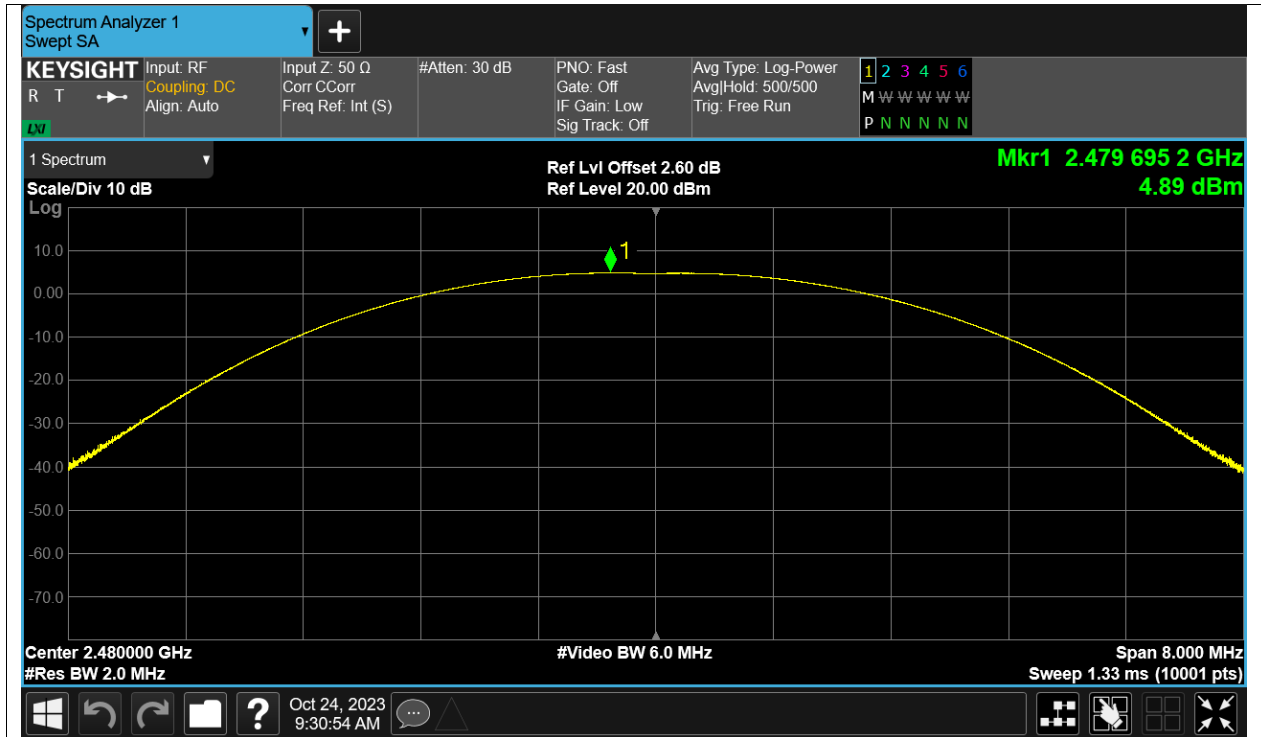 Spectrum Analyzer 1
Swept SA
KEYSIGHT
R T
LXI
Input: RF
Coupling: DC
Align: Auto
Input Z: 50 Ω
Corr CCorr
Freq Ref: Int (S)
#Atten: 30 dB
PNO: Fast
Gate: Off
IF Gain: Low
Sig Track: Off
Avg Type: Log-Power
Avg|Hold: 500/500
Trig: Free Run
1 2 3 4 5 6
M W W W W W W
P N N N N N N
1 Spectrum
Scale/Div 10 dB
Log
Ref Lvl Offset 2.60 dB
Ref Level 20.00 dBm
Mkr1 2.479 695 2 GHz
4.89 dBm
1
10.0
0.00
-10.0
-20.0
-30.0
-40.0
-50.0
-60.0
-70.0
Center 2.480000 GHz
#Res BW 2.0 MHz
#Video BW 6.0 MHz
Span 8.000 MHz
Sweep 1.33 ms (10001 pts)
?
Oct 24, 2023
9:30:54 AM